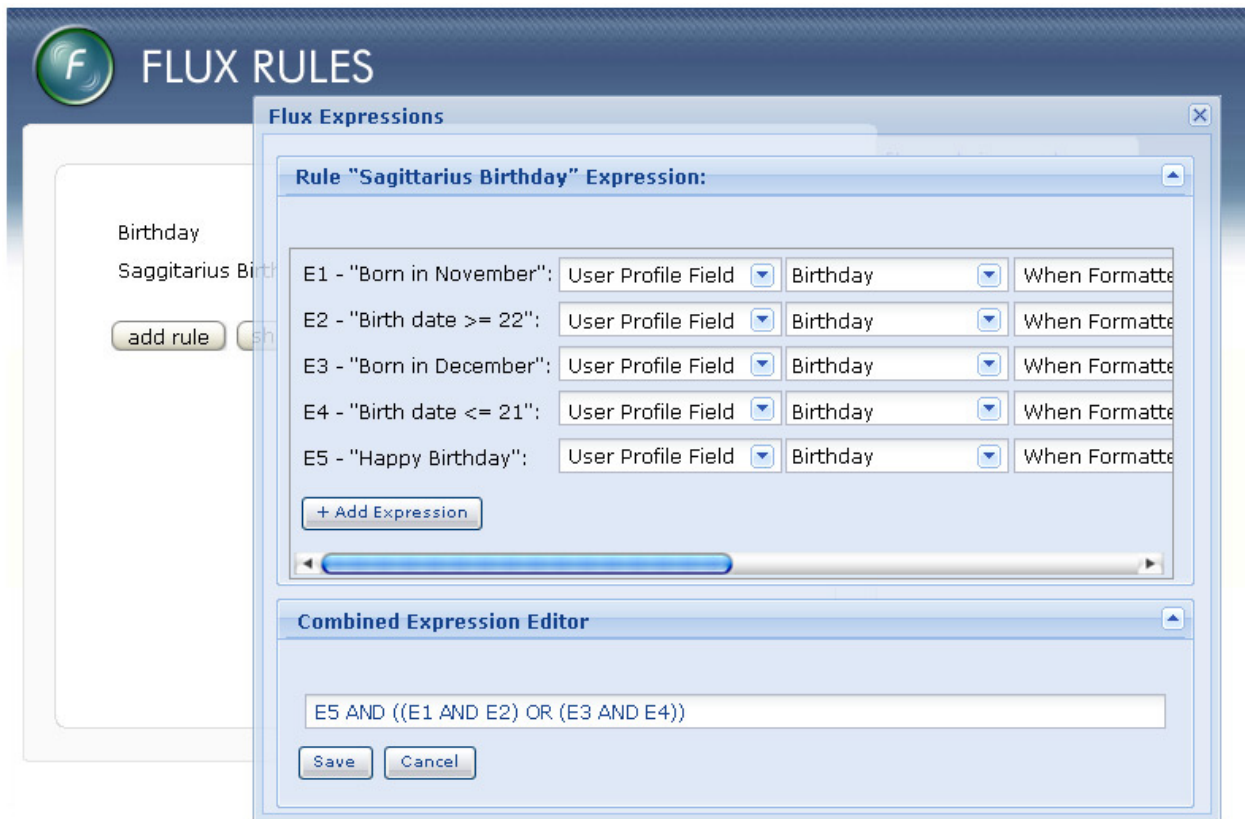 F FLUX RULES
Flux Expressions
Rule "Sagittarius Birthday" Expression:
Birthday
Saggitarius Birth
add rule
sh
E1 - "Born in November": User Profile Field Birthday When Formatte
E2 - "Birth date >= 22": User Profile Field Birthday When Formatte
E3 - "Born in December": User Profile Field Birthday When Formatte
E4 - "Birth date <= 21": User Profile Field Birthday When Formatte
E5 - "Happy Birthday": User Profile Field Birthday When Formatte
+ Add Expression
Combined Expression Editor
E5 AND ((E1 AND E2) OR (E3 AND E4))
Save Cancel